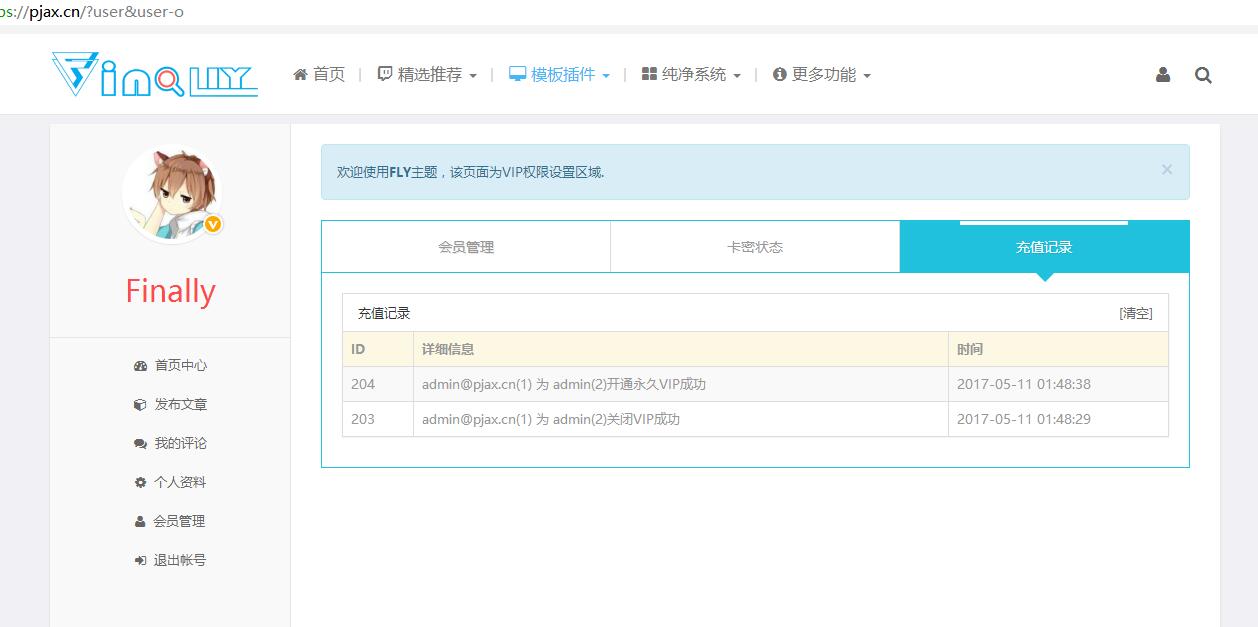 ps://pjax.cn/?user&user-o
首页 | 精选推荐 | 模板插件 | 纯净系统 | 更多功能
Finally
首页中心
发布文章
我的评论
个人资料
会员管理
退出帐号
欢迎使用FLY主题，该页面为VIP权限设置区域. ×
会员管理 卡密状态 充值记录
充值记录 [清空]
ID 详细信息 时间
204 admin@pjax.cn(1) 为 admin(2)开通永久VIP成功 2017-05-11 01:48:38
203 admin@pjax.cn(1) 为 admin(2)关闭VIP成功 2017-05-11 01:48:29